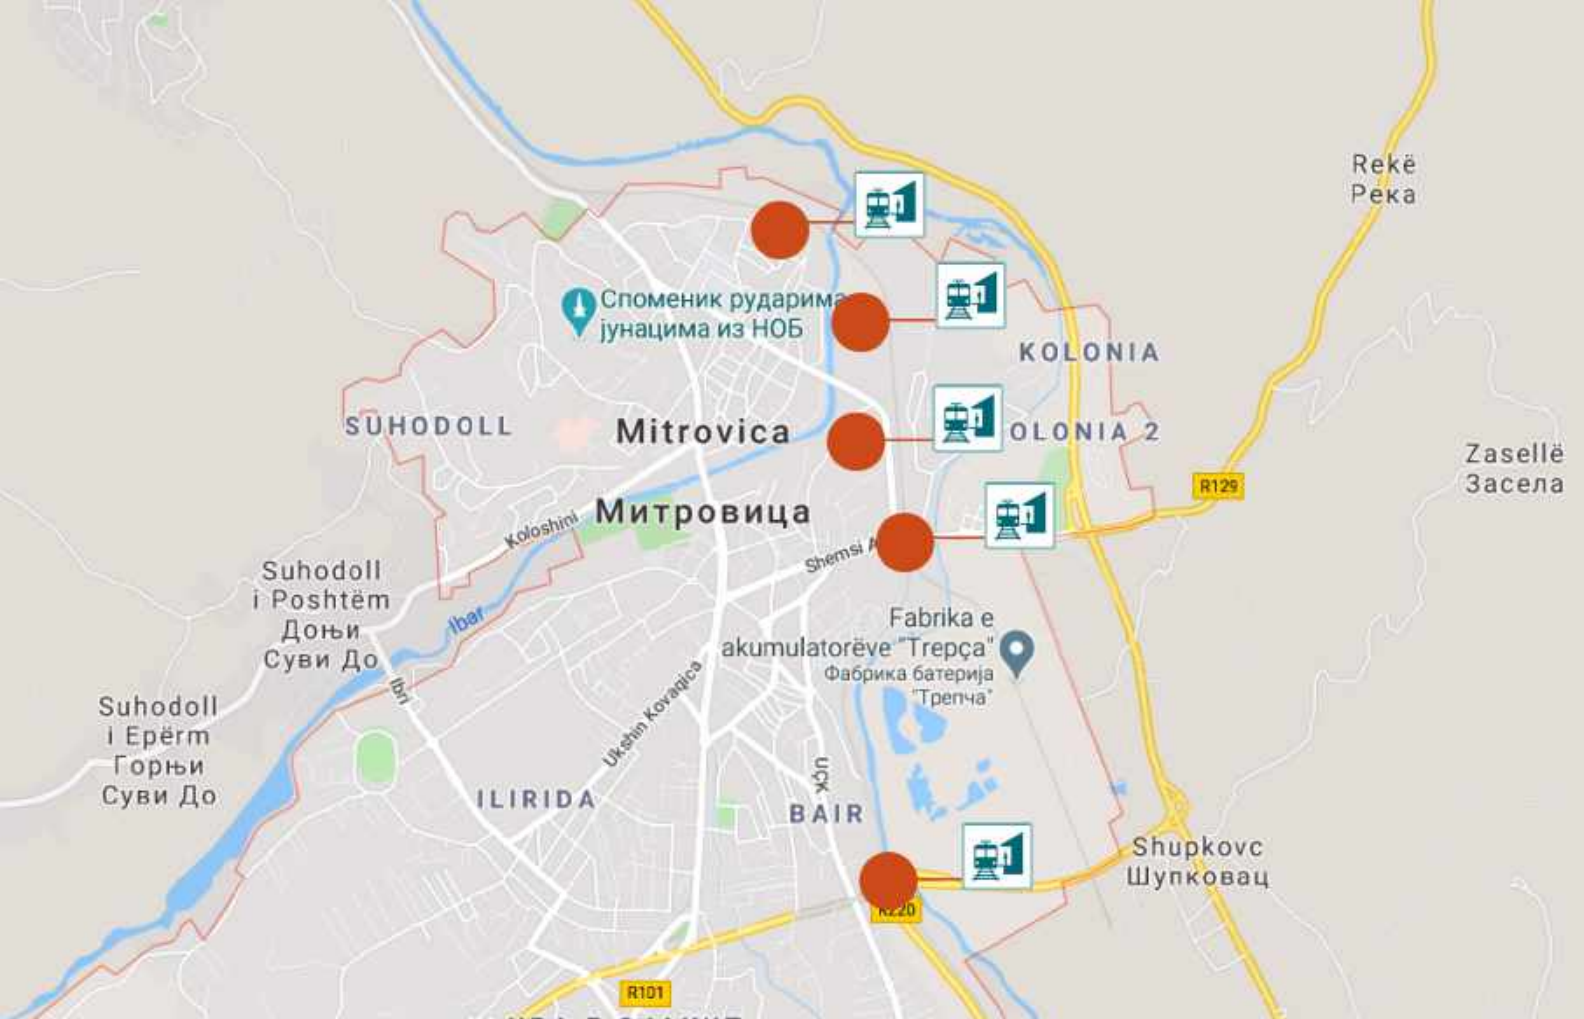 Rekë
Река
Споменик рударима
јунацима из НОБ
KOLONIA
SUHODOLL
Mitrovica
OLONIA 2
Zasellë
Засела
R129
Митровица
Koloshini
Shemsi A
Suhodoll
i Poshtëm
Доњи
Суви До
Ibar
Fabrika e
akumulatorëve "Trepça"
Фабрика батерија
"Трепча"
Ibri
Ukshin Kovaqica
Suhodoll
i Epërm
Горњи
Суви До
UÇK
ILIRIDA
BAIR
Shupkovc
Шупковац
R220
R101